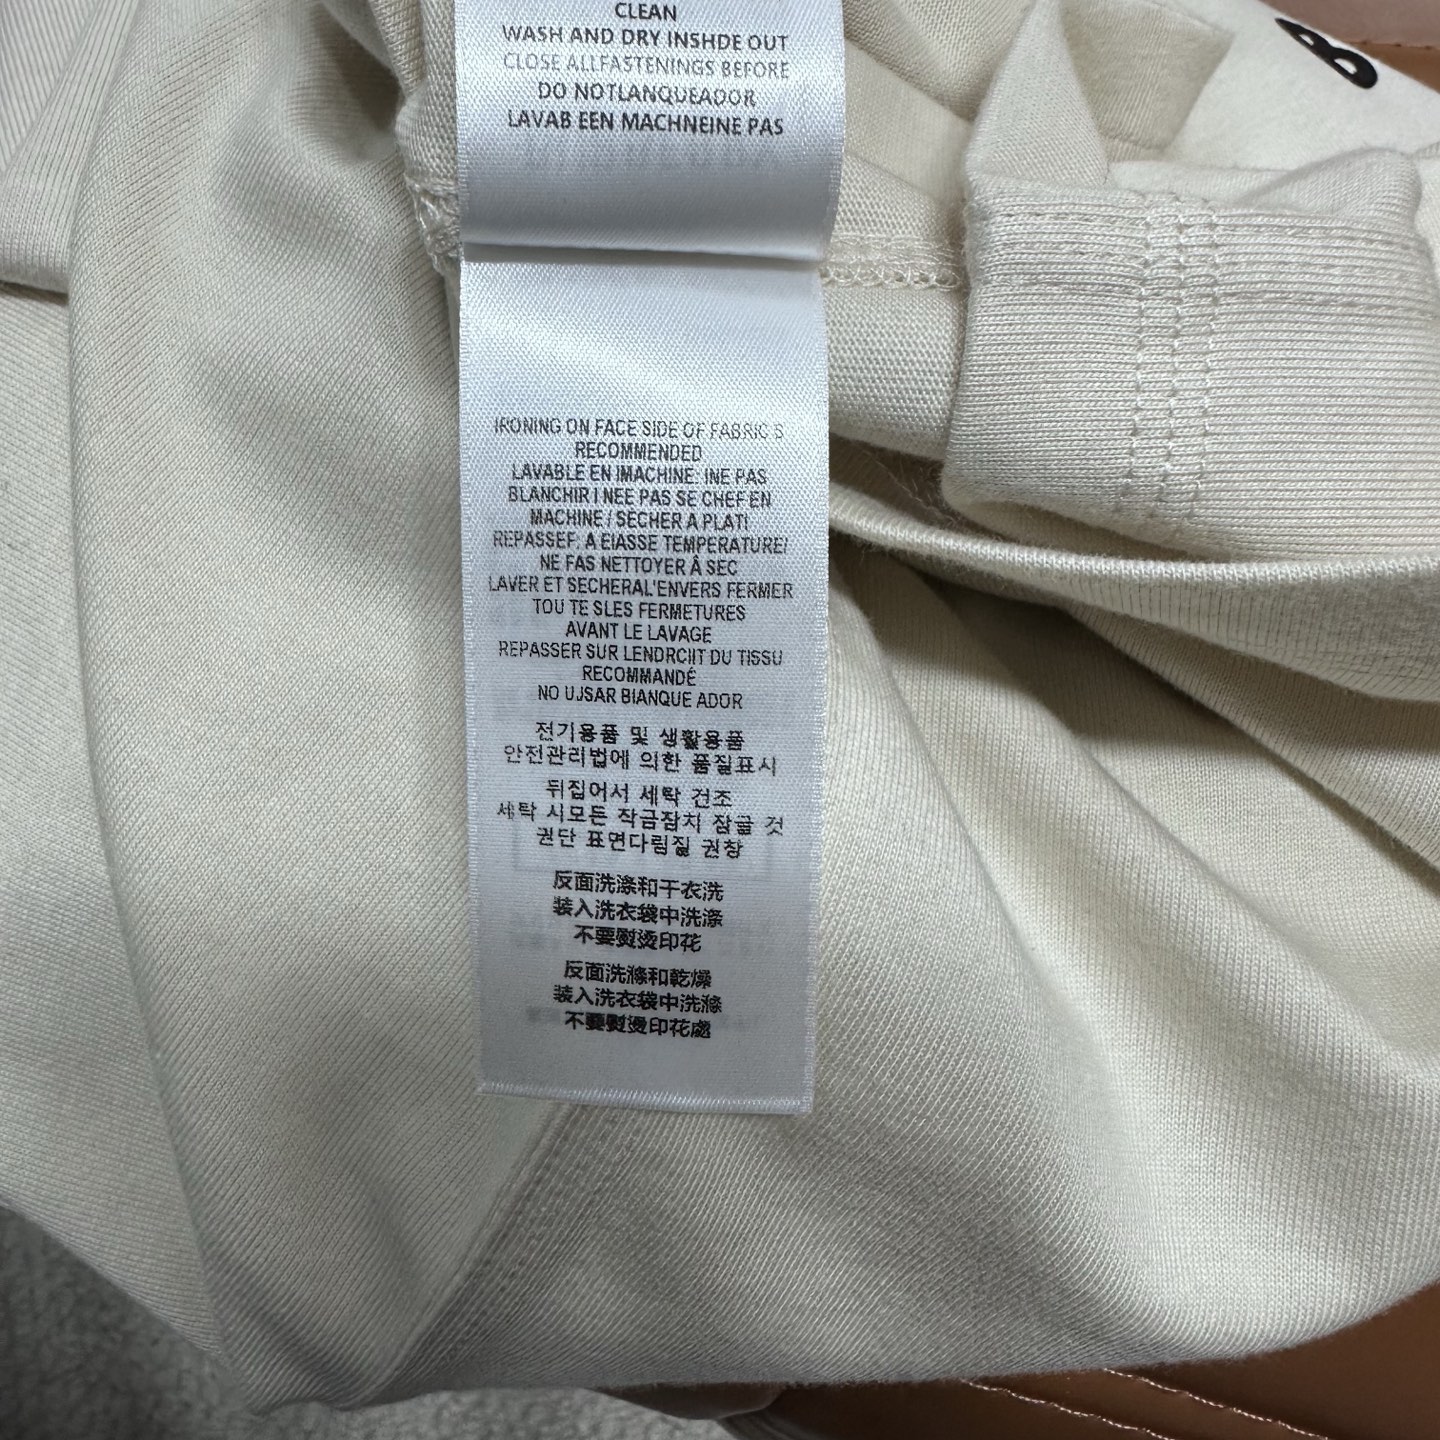 CLEAN
WASH AND DRY INSHDE OUT
CLOSE ALLFASTENINGS BEFORE
DO NOTLANQUEADOR
LAVAB EEN MACHNEINE PAS
IRONING ON FACE SIDE OF FABRIC S
RECOMMENDED
LAVABLE EN IMACHINE: INE PAS
BLANCHIR I NEE PAS SE CHEF EN
MACHINE / SECHER A PLATI
REPASSEF: A EIASSE TEMPERATURE/
NE FAS NETTOYER Â SEC
LAVER ET SECHERAL'ENVERS FERMER
TOU TE SLES FERMETURES
AVANT LE LAVAGE
REPASSER SUR LENDRCIIT DU TISSU
RECOMMANDÉ
NO UJSAR BIANQUE ADOR
전기용품 및 생활용품
안전관리법에 의한 품질표시
뒤집어서 세탁 건조
세탁 시모든 작금잠치 잠글 것
권단 표면다림질 권창
反面洗涤和干衣洗
装入洗衣袋中洗涤
不要熨烫印花
反面洗滌和乾燥
装入洗衣袋中洗滌
不要熨燙印花處
B